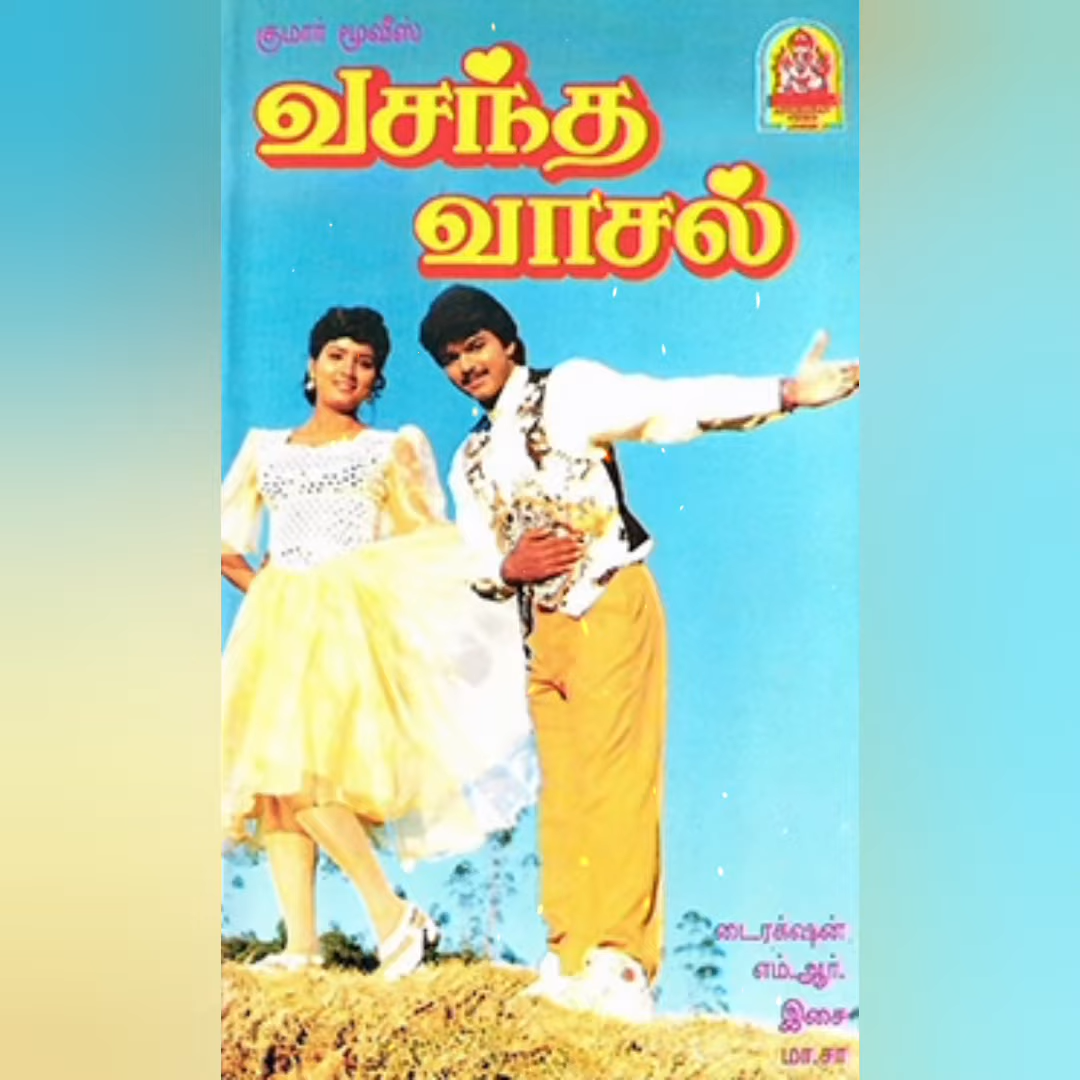 குமார் மூவீஸ்
வசந்த
வாசல்
டைரக்‌ஷன்
எம்.ஆர்.
இசை
மா.சா